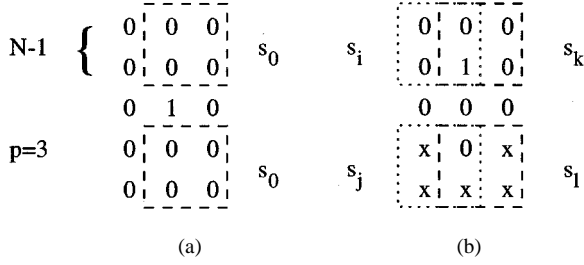 0 0 0 0 0 0
N-1 { 0 0 0 s0 si 0 1 0 sk
0 1 0 0 0 0
p=3 0 0 0 x 0 x
0 0 0 s0 sj x x x sl
(a) (b)